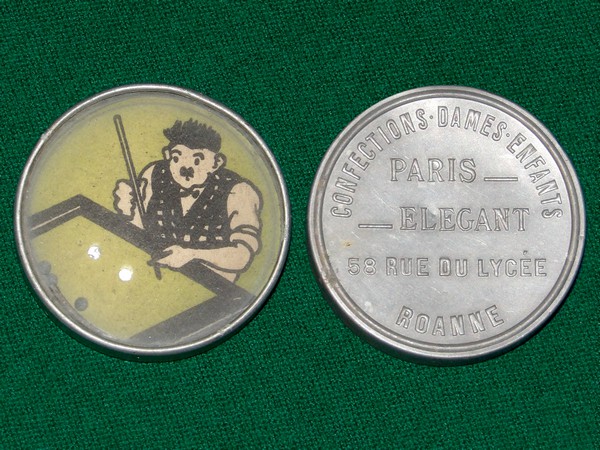 CONFECTIONS·DAMES·ENFANTS
PARIS
ELEGANT
58 RUE DU LYCÉE
ROANNE